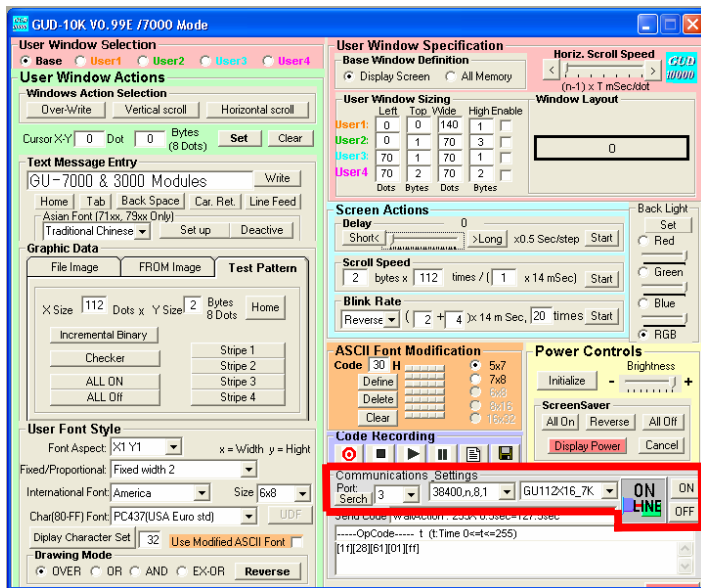 GUD-10K V0.99E /7000 Mode
User Window Selection
Base User1 User2 User3 User4
User Window Actions
Windows Action Selection
Over-Write Vertical scroll Horizontal scroll
Cursor X-Y 0 Dot 0 Bytes (8 Dots) Set Clear
Text Message Entry
GU-7000 & 3000 Modules Write
Home Tab Back Space Car. Ret. Line Feed
Asian Font (71xx, 79xx Only)
Traditional Chinese Set up Deactive
Graphic Data
File Image FROM Image Test Pattern
X Size 112 Dots x Y Size 2 Bytes 8 Dots Home
Incremental Binary
Checker
ALL ON
ALL Off
Stripe 1
Stripe 2
Stripe 3
Stripe 4
User Font Style
Font Aspect: X1 Y1 x = Width y = Hight
Fixed/Proportional: Fixed width 2
International Font: America Size 6x8
Char(80-FF) Font: PC437(USA Euro std) UDF
Diplay Character Set 32 Use Modified ASCII Font
Drawing Mode
OVER OR AND EX-OR Reverse
User Window Specification
Base Window Definition
Display Screen All Memory
Horiz. Scroll Speed
< >
(n-1) x T mSec/dot
GUD
10000
User Window Sizing
Left Top Wide High Enable
User1: 0 0 140 1
User2: 0 1 70 3
User3: 70 1 70 1
User4 70 2 70 2
Dots Bytes Dots Bytes
Window Layout
0
Screen Actions
Delay 0
Short< >Long x0.5 Sec/step Start
Scroll Speed
2 bytes x 112 times / ( 1 x 14 mSec) Start
Blink Rate
Reverse ( 2 + 4 )x 14 m Sec, 20 times Start
Back Light
Set
Red
Green
Blue
RGB
ASCII Font Modification
Code 30 H
Define
Delete
Clear
5x7
7x8
6x8
8x16
16x32
Power Controls
Initialize Brightness - +
ScreenSaver
All On Reverse All Off
Display Power Cancel
Code Recording
Communications Settings
Port:
Serch 3 38400,n,8,1 GU112X16_7K ON LINE ON
OFF
Send Code WaitAction : 255x 0.5sec=127.5sec
-----OpCode----- t (t:Time 0<=t<=255)
[1f][28][61][01][ff]